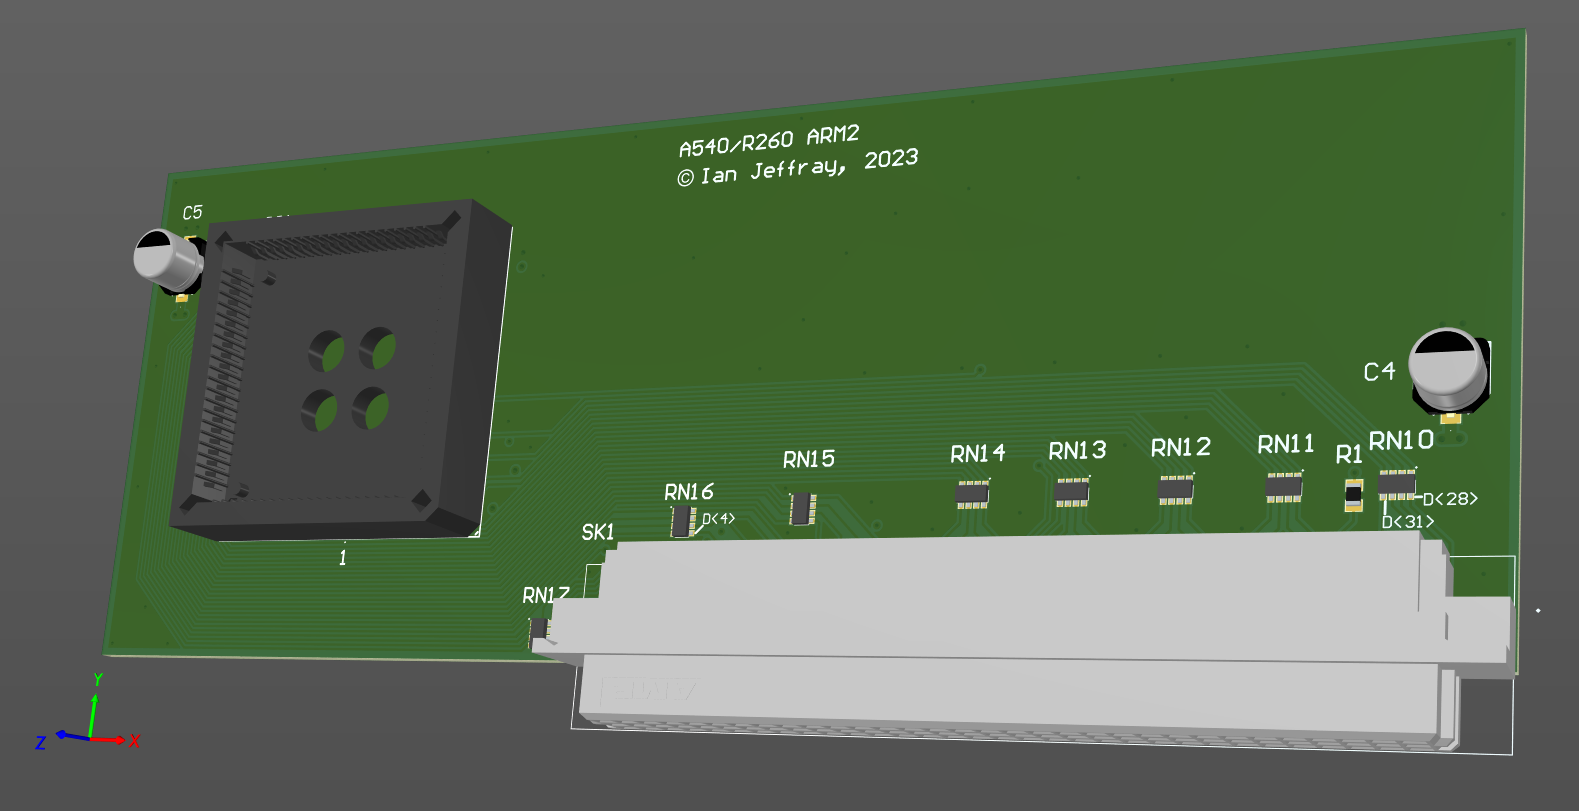 A540/R260 ARM2
© Ian Jeffray, 2023
C5
C4
RN15
RN14
RN13
RN12
RN11
R1
RN10
RN16
D<4>
D<28>
D<31>
SK1
1
RN17
AMP
Y
Z
X